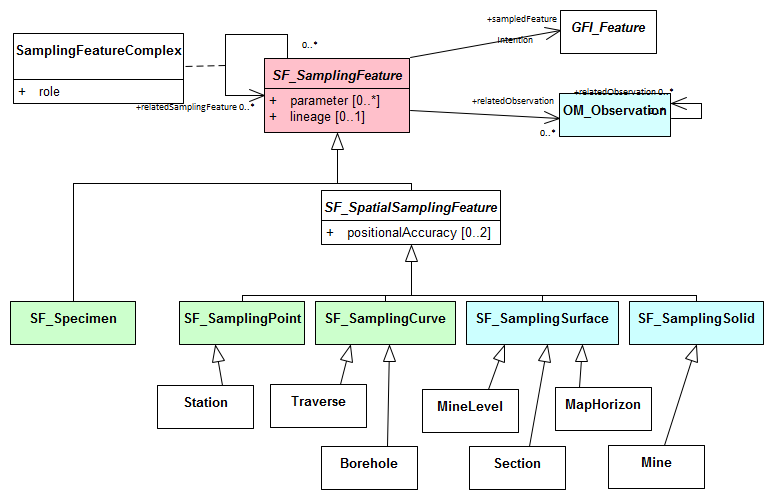 SamplingFeatureComplex
+ role
0..*
+relatedSamplingFeature 0..*
SF_SamplingFeature
+ parameter [0..*]
+ lineage [0..1]
+sampledFeature
Intention
GFI_Feature
+relatedObservation
0..*
+relatedObservation 0..*
OM_Observation
0..*
SF_SpatialSamplingFeature
+ positionalAccuracy [0..2]
SF_Specimen
SF_SamplingPoint
SF_SamplingCurve
SF_SamplingSurface
SF_SamplingSolid
Station
Traverse
MineLevel
MapHorizon
Borehole
Section
Mine